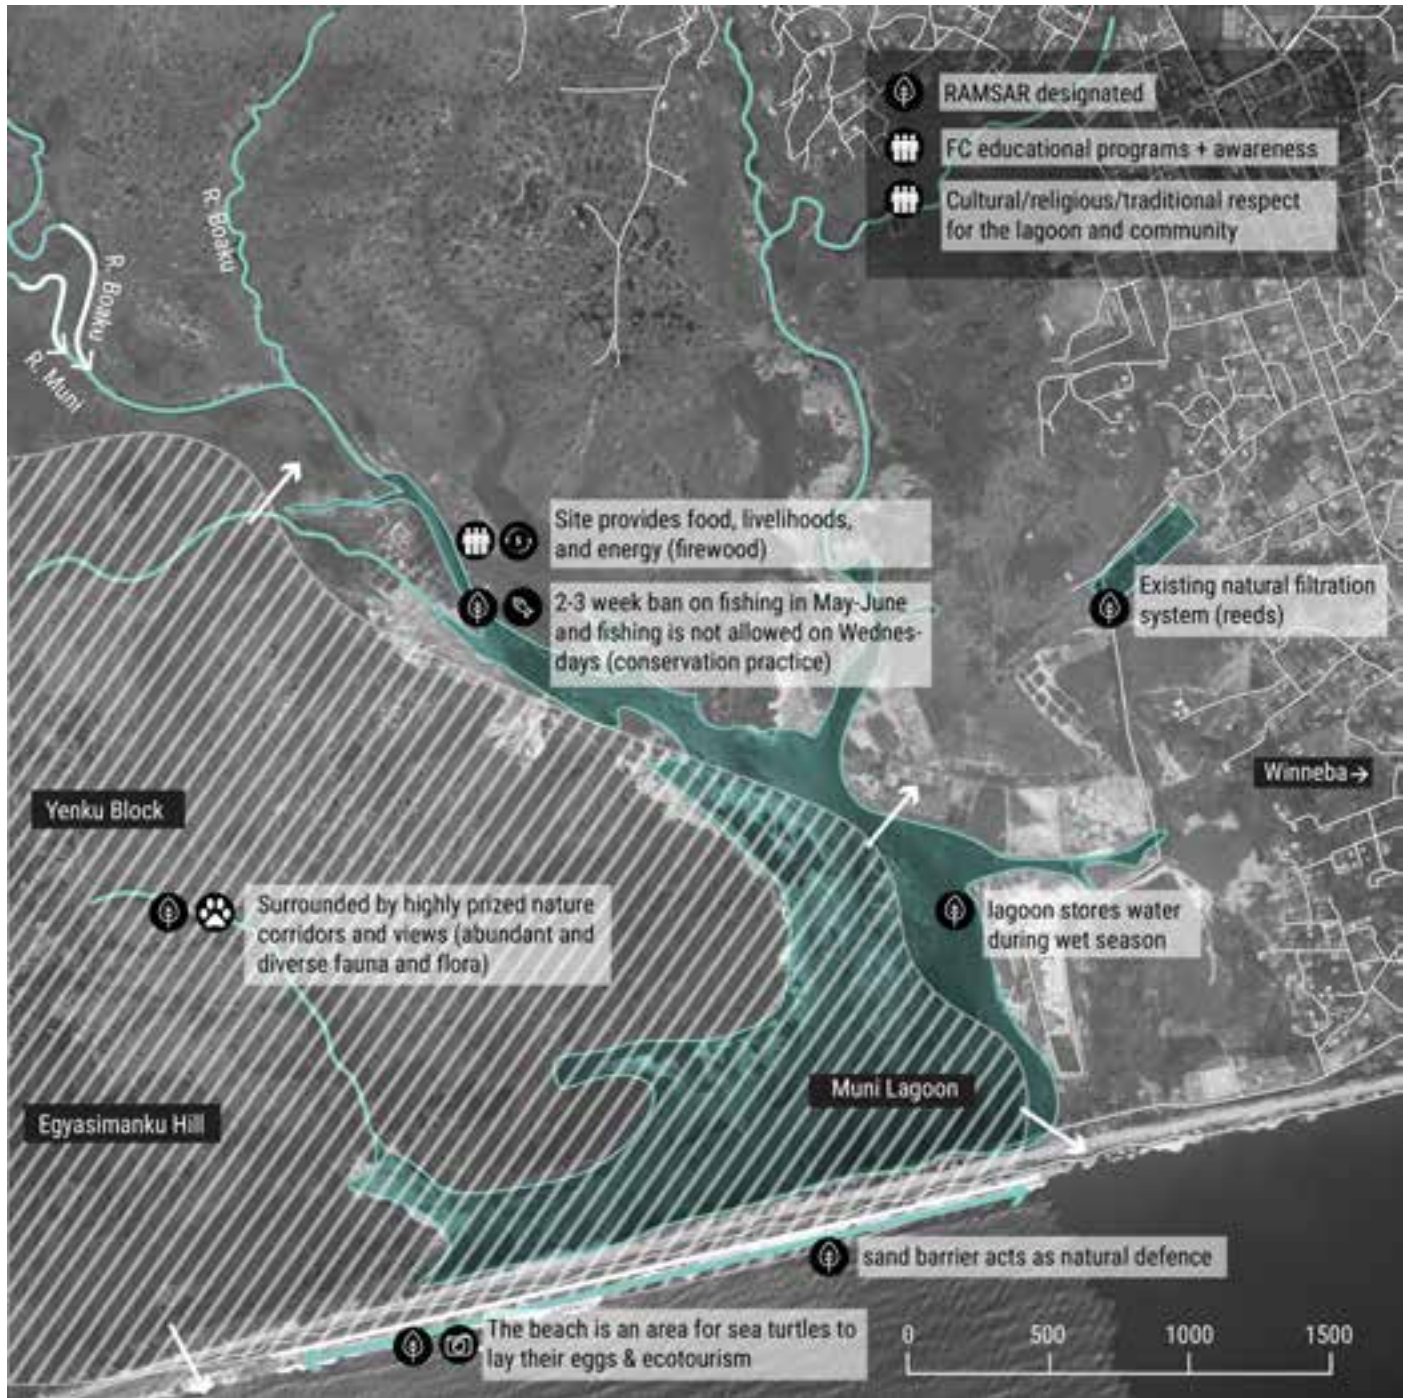 RAMSAR designated
FC educational programs + awareness
Cultural/religious/traditional respect
for the lagoon and community
R. Boaku
R. Boaku
R. Muni
Site provides food, livelihoods,
and energy (firewood)
2-3 week ban on fishing in May-June
and fishing is not allowed on Wednes-
days (conservation practice)
Existing natural filtration
system (reeds)
Winneba→
Yenku Block
Surrounded by highly prized nature
corridors and views (abundant and
diverse fauna and flora)
lagoon stores water
during wet season
Muni Lagoon
Egyasimanku Hill
sand barrier acts as natural defence
The beach is an area for sea turtles to
lay their eggs & ecotourism
0 500 1000 1500